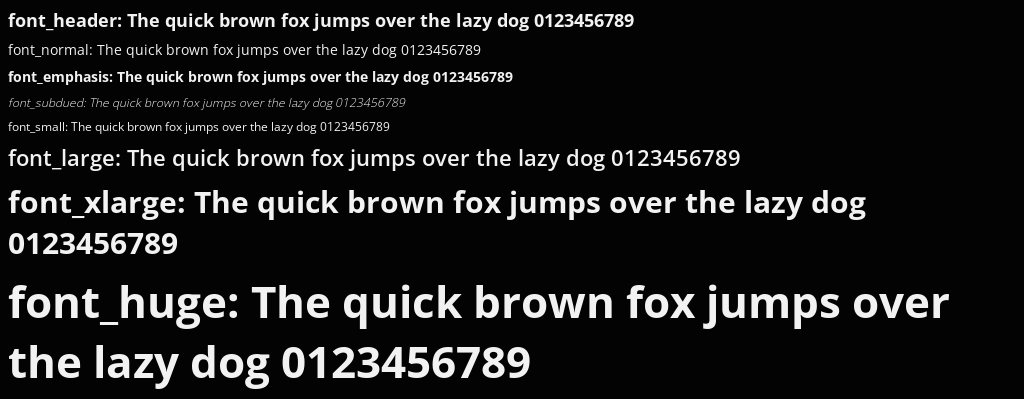 font_header: The quick brown fox jumps over the lazy dog 0123456789
font_normal: The quick brown fox jumps over the lazy dog 0123456789
font_emphasis: The quick brown fox jumps over the lazy dog 0123456789
font_subdued: The quick brown fox jumps over the lazy dog 0123456789
font_small: The quick brown fox jumps over the lazy dog 0123456789
font_large: The quick brown fox jumps over the lazy dog 0123456789
font_xlarge: The quick brown fox jumps over the lazy dog
0123456789
font_huge: The quick brown fox jumps over
the lazy dog 0123456789